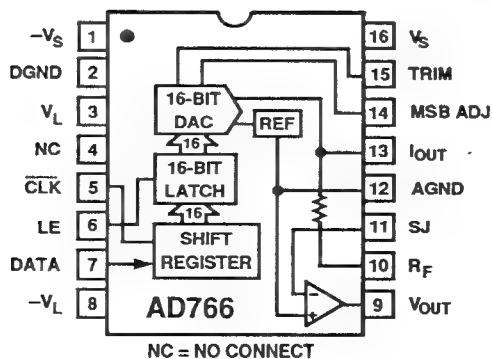 −VS 1 16 VS
DGND 2 15 TRIM
VL 3 14 MSB ADJ
NC 4 13 IOUT
CLK 5 12 AGND
LE 6 11 SJ
DATA 7 10 RF
−VL 8 9 VOUT
16-BIT
DAC
REF
16
16-BIT
LATCH
16
SHIFT
REGISTER
−
+
AD766
NC = NO CONNECT